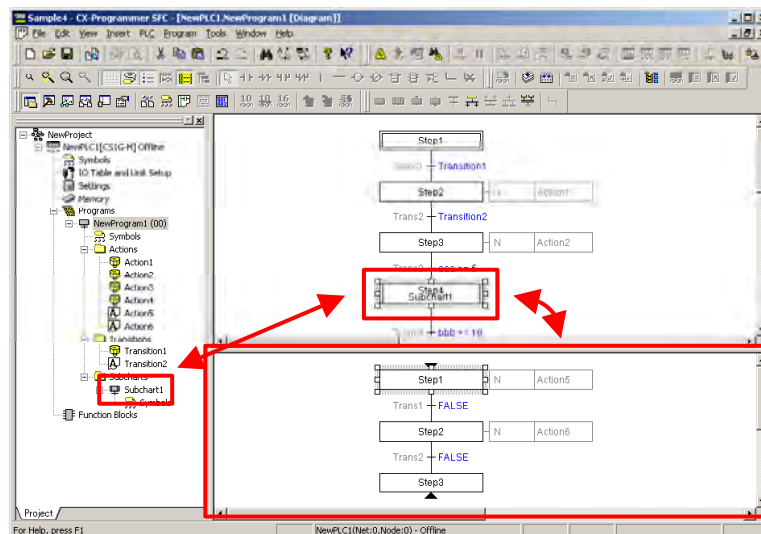 Sample4 - CX-Programmer SFC - [NewPLC1.NewProgram1 [Diagram]]
File Edit View Insert PLC Program Tools Window Help
10 10 16
NewProject
NewPLC1[CS1G-H] Offline
Symbols
IO Table and Unit Setup
Settings
Memory
Programs
NewProgram1 (00)
Symbols
Actions
Action1
Action2
Action3
Action4
Action5
Action6
Transitions
Transition1
Transition2
Subcharts
Subchart1
Symbols
Function Blocks
Project
Step1
Transition1
Step2
Action1
Trans2
Transition2
Step3
N
Action2
Step4
Subchart1
bbb == 10
Step1
N
Action5
Trans1
FALSE
Step2
N
Action6
Trans2
FALSE
Step3
For Help, press F1
NewPLC1(Net:0,Node:0) - Offline